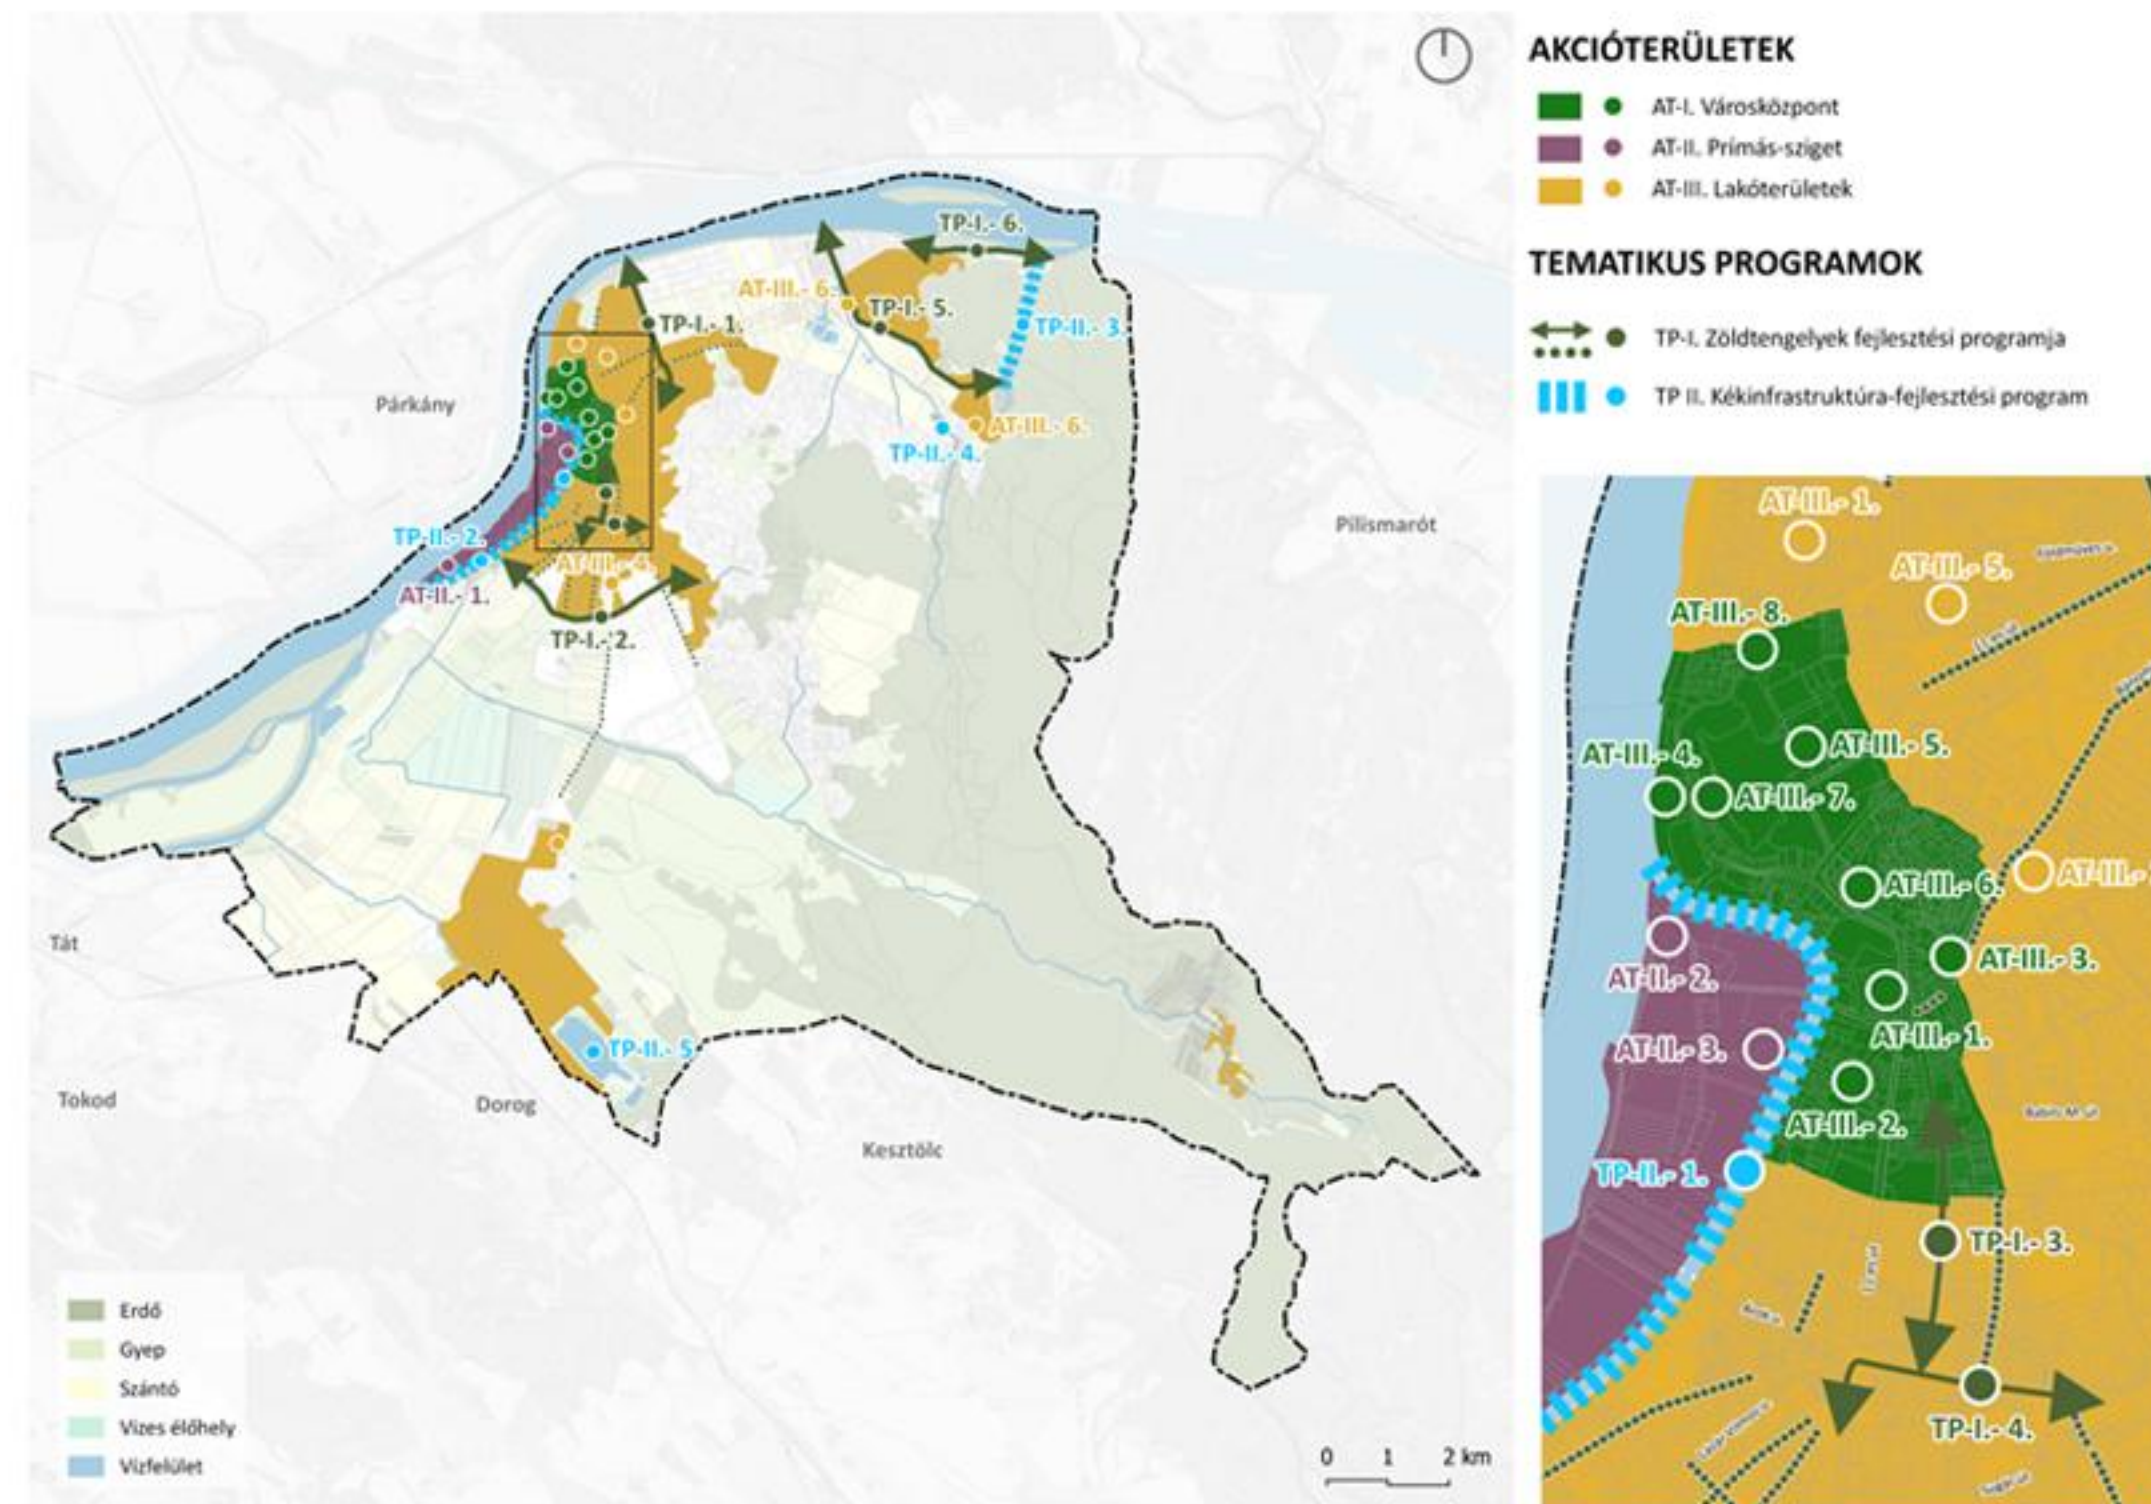 AKCIÓTERÜLETEK
AT-I. Városközpont
AT-II. Prímás-sziget
AT-III. Lakóterületek
TEMATIKUS PROGRAMOK
TP-I. Zöldtengelyek fejlesztési programja
TP II. Kékinfrastruktúra-fejlesztési program
TP-I.- 6.
AT-III.- 6.
TP-I.- 5.
TP-I.- 1.
TP-II.- 3
Párkány
AT-III.- 6.
TP-II.- 4.
Pilismarót
TP-II.- 2.
AT-III.- 4.
AT-II.- 1.
TP-I.- 2.
Tát
TP-II.- 5
Tokod
Dorog
Kesztölc
Erdő
Gyep
Szántó
Vizes élőhely
Vízfelület
0 1 2 km
AT-III.- 1.
AT-III.- 5.
AT-III.- 8.
AT-III.- 5.
AT-III.- 4.
AT-III.- 7.
AT-III.- 6.
AT-III.-
AT-II.- 2.
AT-III.- 3.
AT-III.- 1.
AT-II.- 3.
AT-III.- 2.
Babits M. út
TP-II.- 1.
TP-I.- 3.
TP-I.- 4.